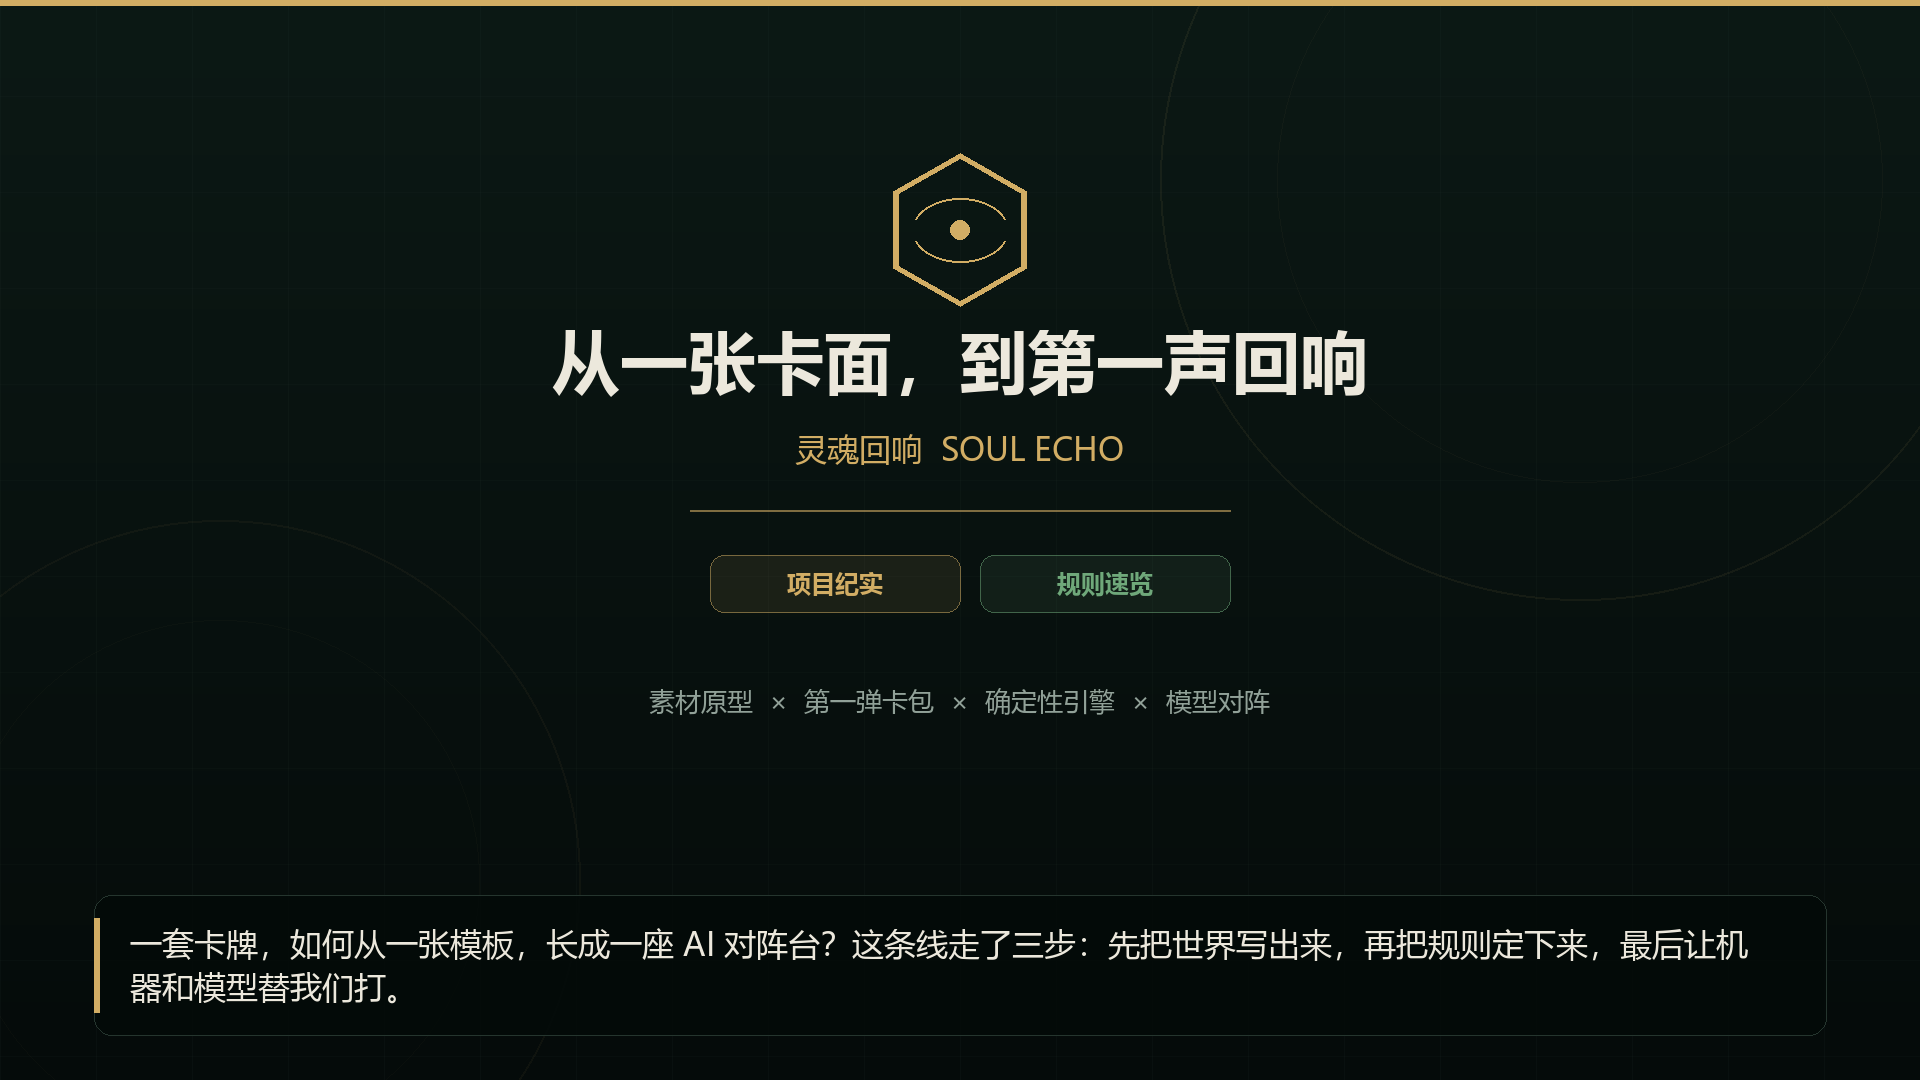 从一张卡面，到第一声回响
灵魂回响 SOUL ECHO
项目纪实
规则速览
素材原型 × 第一弹卡包 × 确定性引擎 × 模型对阵
一套卡牌，如何从一张模板，长成一座 AI 对阵台？这条线走了三步：先把世界写出来，再把规则定下来，最后让机
器和模型替我们打。